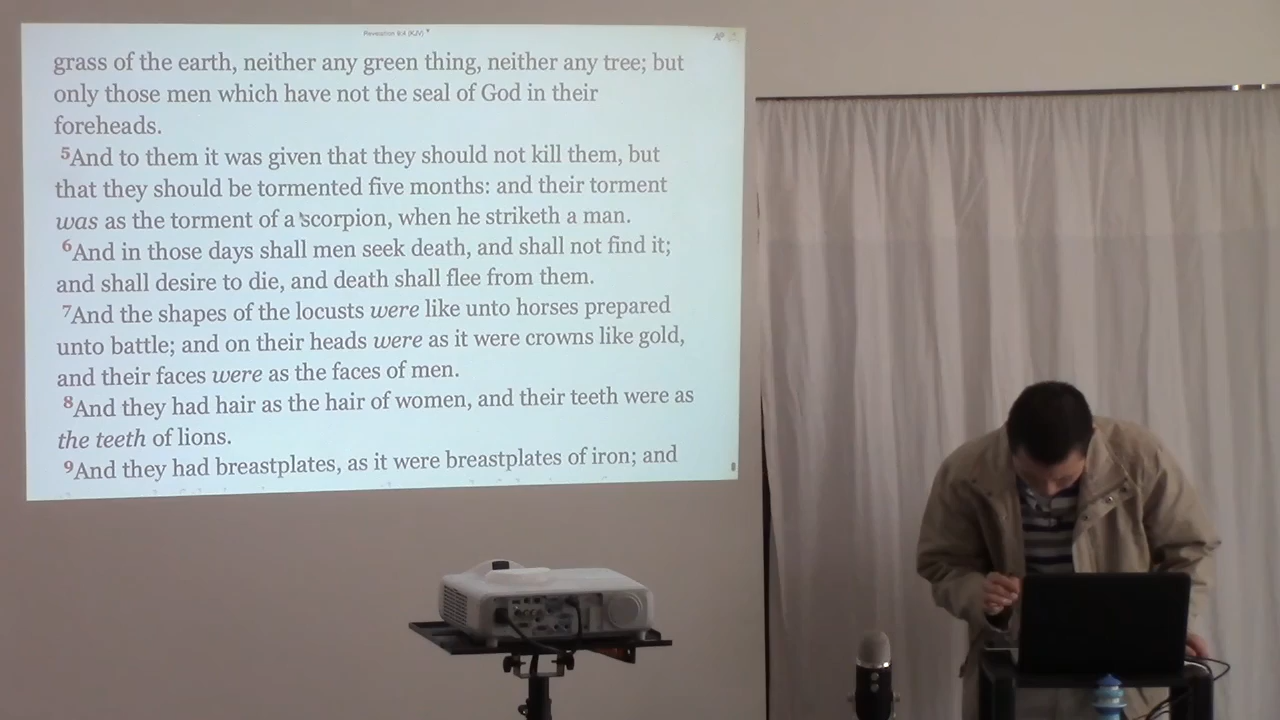 Revelation 9:4 (KJV)
grass of the earth, neither any green thing, neither any tree; but
only those men which have not the seal of God in their
foreheads.
5And to them it was given that they should not kill them, but
that they should be tormented five months: and their torment
was as the torment of a scorpion, when he striketh a man.
6And in those days shall men seek death, and shall not find it;
and shall desire to die, and death shall flee from them.
7And the shapes of the locusts were like unto horses prepared
unto battle; and on their heads were as it were crowns like gold,
and their faces were as the faces of men.
8And they had hair as the hair of women, and their teeth were as
the teeth of lions.
9And they had breastplates, as it were breastplates of iron; and